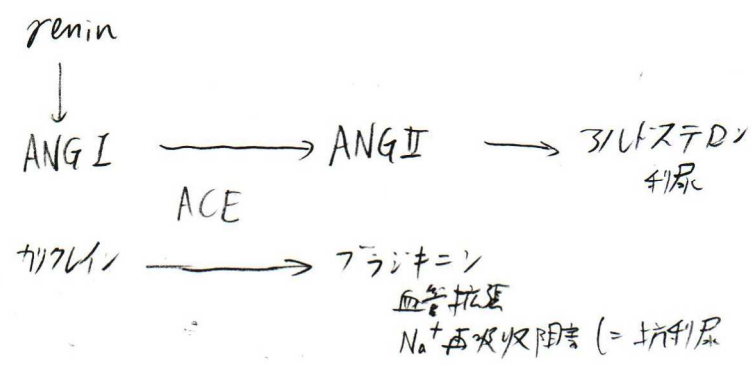 renin
ANG I → ANG II → アルドステロン
利尿
ACE
カリクレイン → ブラジキニン
血管拡張
Na⁺再吸収阻害 (= 抗利尿